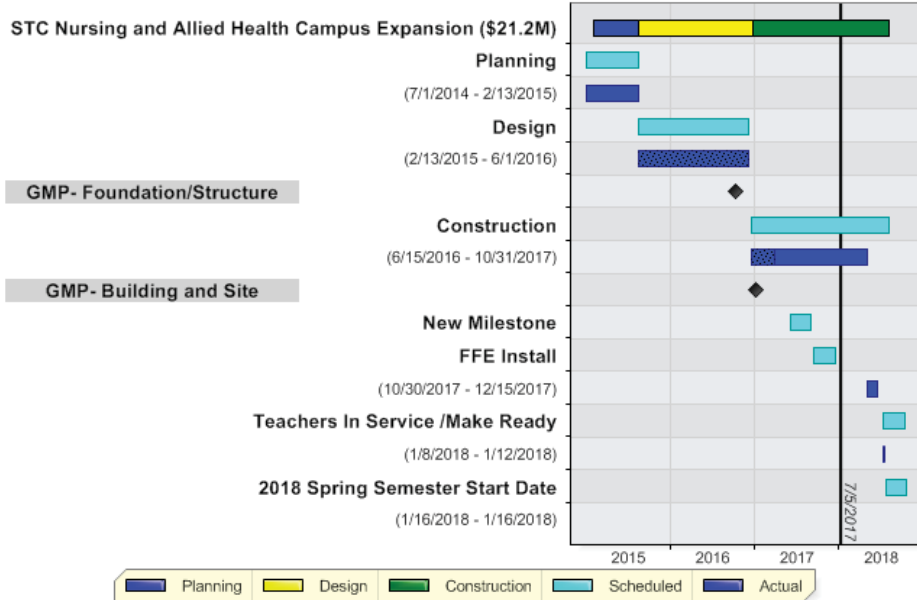 STC Nursing and Allied Health Campus Expansion ($21.2M)
Planning
(7/1/2014 - 2/13/2015)
Design
(2/13/2015 - 6/1/2016)
GMP- Foundation/Structure
Construction
(6/15/2016 - 10/31/2017)
GMP- Building and Site
New Milestone
FFE Install
(10/30/2017 - 12/15/2017)
Teachers In Service /Make Ready
(1/8/2018 - 1/12/2018)
2018 Spring Semester Start Date
(1/16/2018 - 1/16/2018)
7/5/2017
2015 2016 2017 2018
Planning Design Construction Scheduled Actual